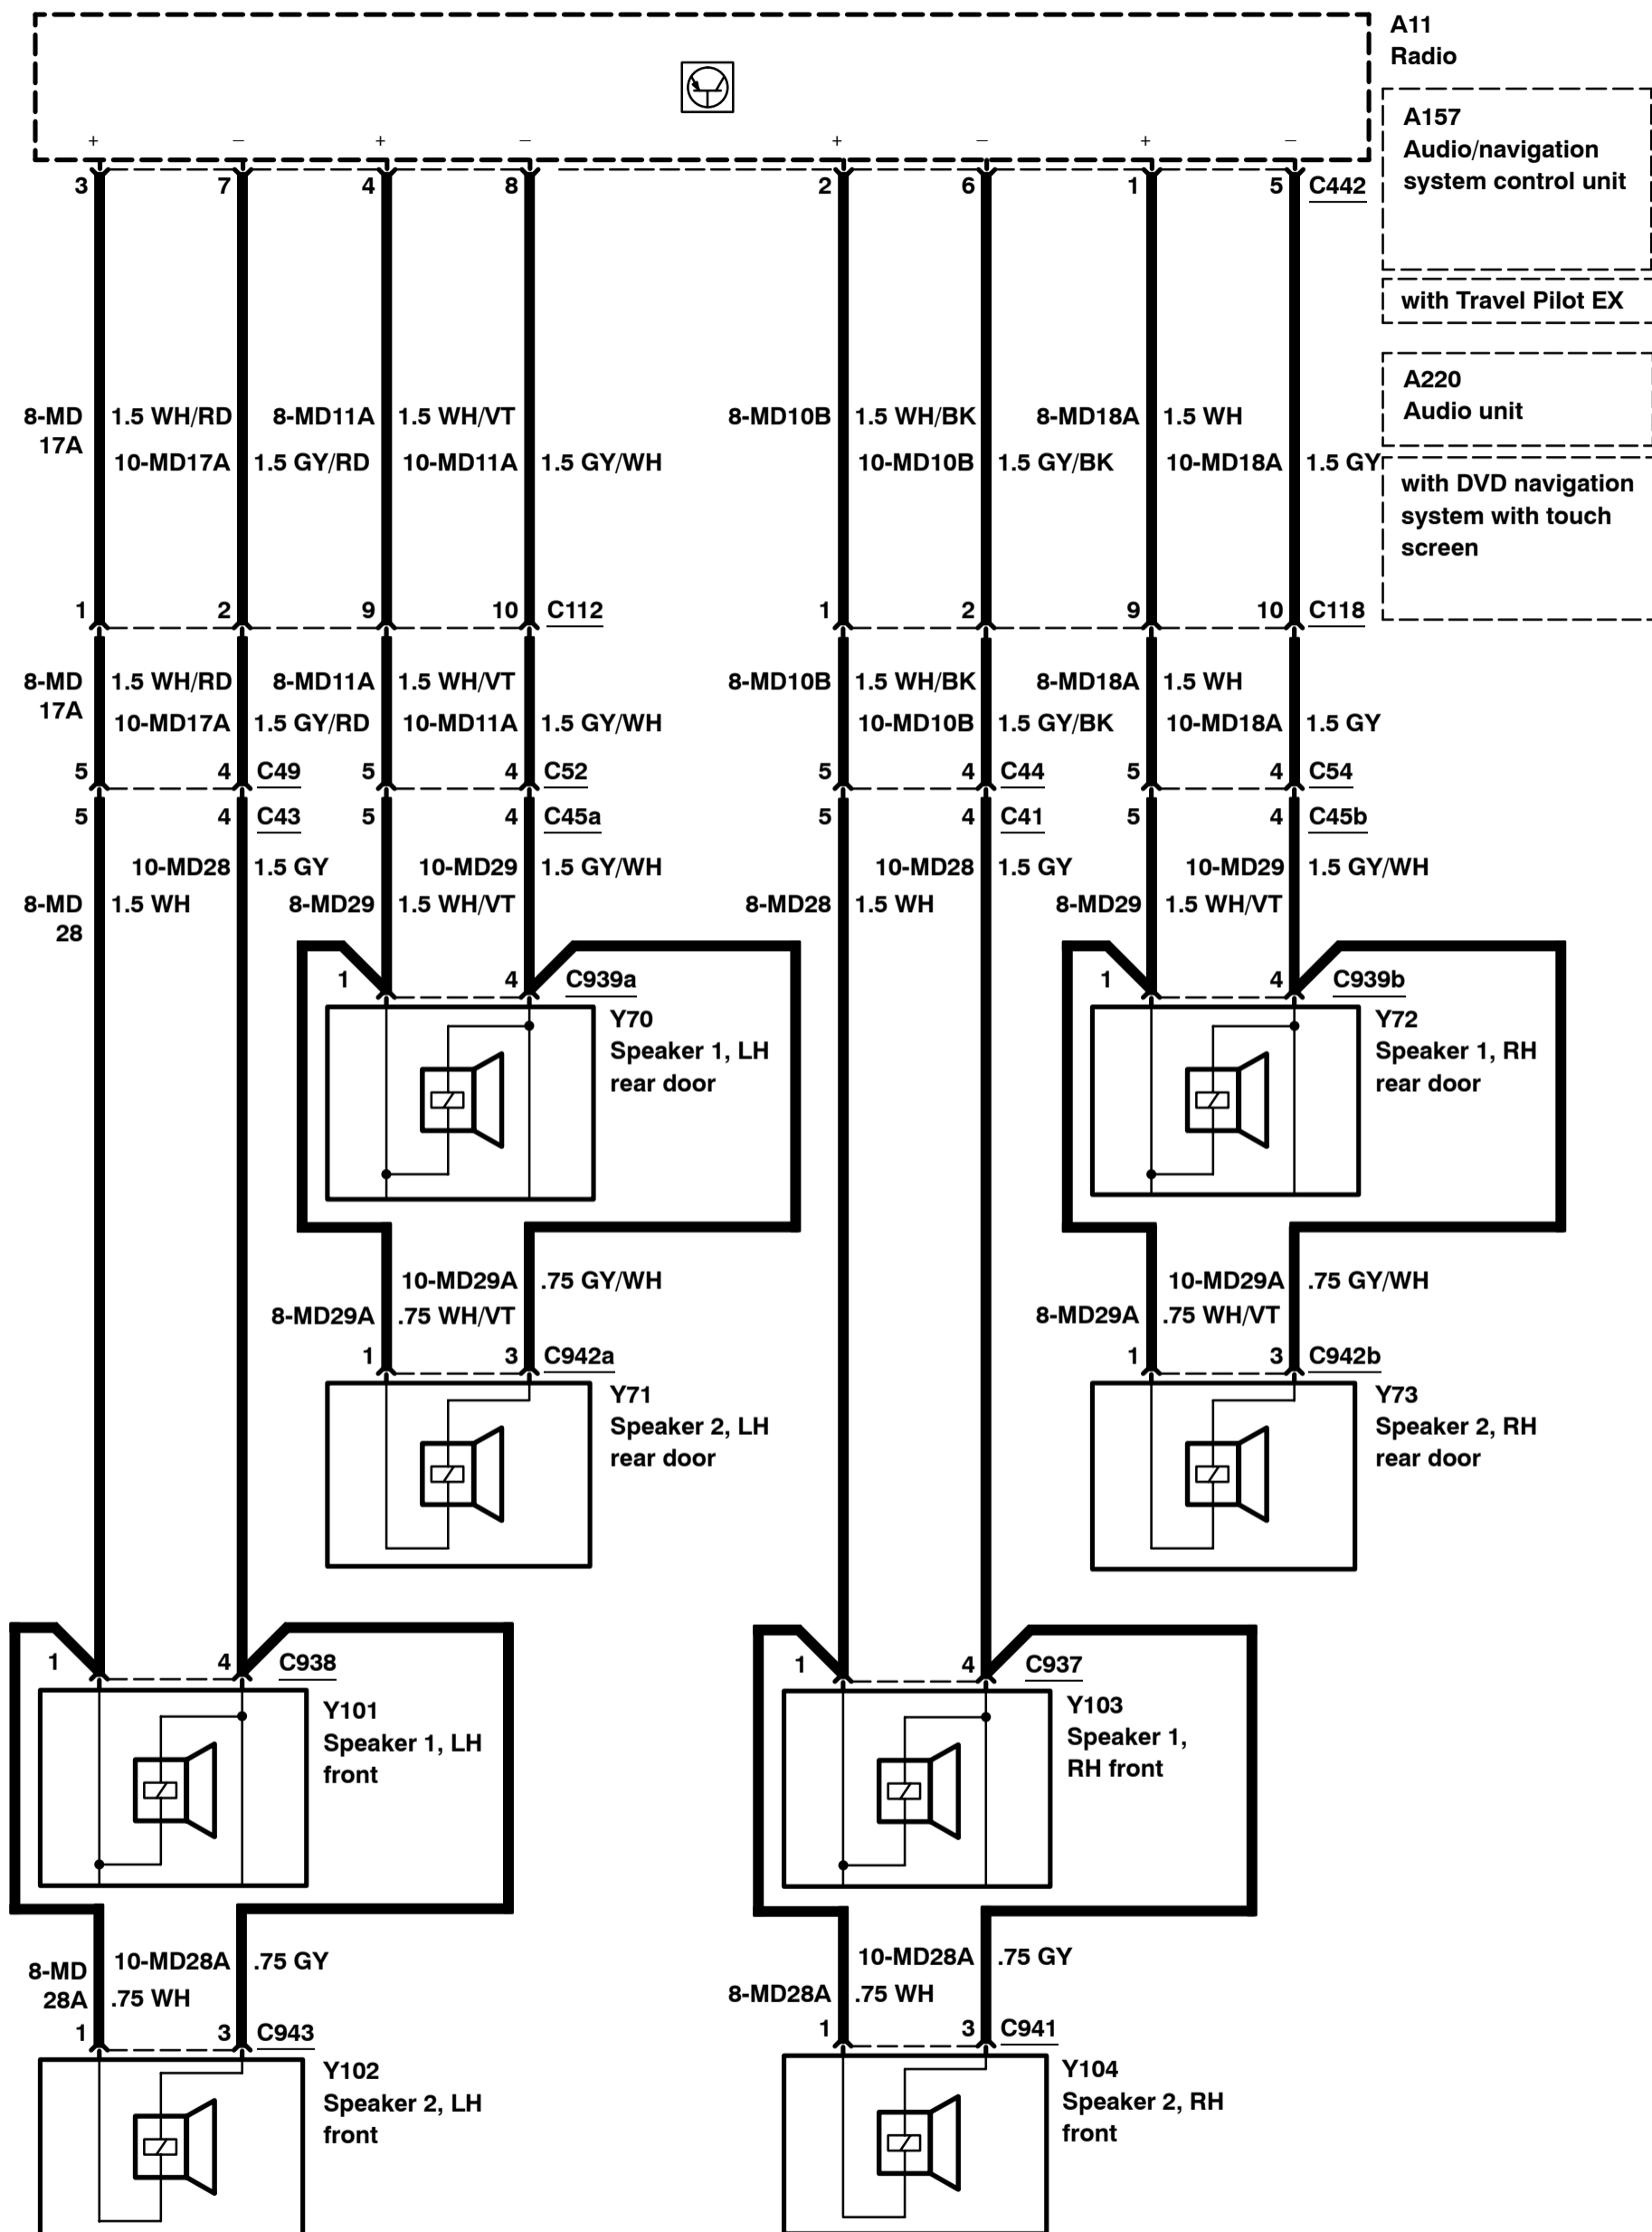 A11
Radio
A157
Audio/navigation
system control unit
with Travel Pilot EX
A220
Audio unit
with DVD navigation
system with touch
screen
+ − + − + − + −
3 7 4 8 2 6 1 5 C442
8-MD 1.5 WH/RD 8-MD11A 1.5 WH/VT 8-MD10B 1.5 WH/BK 8-MD18A 1.5 WH
17A
10-MD17A 1.5 GY/RD 10-MD11A 1.5 GY/WH 10-MD10B 1.5 GY/BK 10-MD18A 1.5 GY
1 2 9 10 C112 1 2 9 10 C118
8-MD 1.5 WH/RD 8-MD11A 1.5 WH/VT 8-MD10B 1.5 WH/BK 8-MD18A 1.5 WH
17A
10-MD17A 1.5 GY/RD 10-MD11A 1.5 GY/WH 10-MD10B 1.5 GY/BK 10-MD18A 1.5 GY
5 4 C49 5 4 C52 5 4 C44 5 4 C54
5 4 C43 5 4 C45a 5 4 C41 5 4 C45b
10-MD28 1.5 GY 10-MD29 1.5 GY/WH 10-MD28 1.5 GY 10-MD29 1.5 GY/WH
8-MD 1.5 WH 8-MD29 1.5 WH/VT 8-MD28 1.5 WH 8-MD29 1.5 WH/VT
28
1 4 C939a 1 4 C939b
Y70
Speaker 1, LH
rear door
Y72
Speaker 1, RH
rear door
10-MD29A .75 GY/WH 10-MD29A .75 GY/WH
8-MD29A .75 WH/VT 8-MD29A .75 WH/VT
1 3 C942a 1 3 C942b
Y71
Speaker 2, LH
rear door
Y73
Speaker 2, RH
rear door
1 4 C938 1 4 C937
Y101
Speaker 1, LH
front
Y103
Speaker 1,
RH front
10-MD28A .75 GY 10-MD28A .75 GY
8-MD
28A .75 WH 8-MD28A .75 WH
1 3 C943 1 3 C941
Y102
Speaker 2, LH
front
Y104
Speaker 2, RH
front